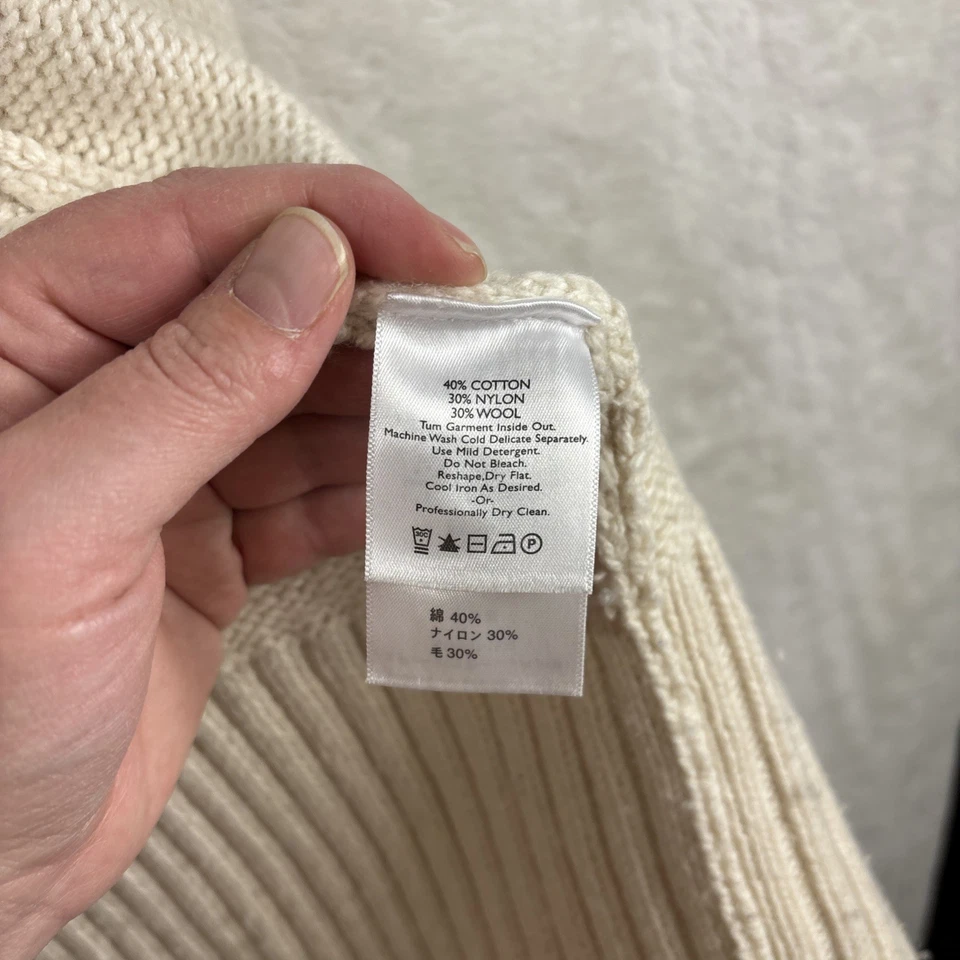 40% COTTON
30% NYLON
30% WOOL
Turn Garment Inside Out.
Machine Wash Cold Delicate Separately.
Use Mild Detergent.
Do Not Bleach.
Reshape,Dry Flat.
Cool Iron As Desired.
-Or-
Professionally Dry Clean.
30C P
綿 40%
ナイロン 30%
毛 30%